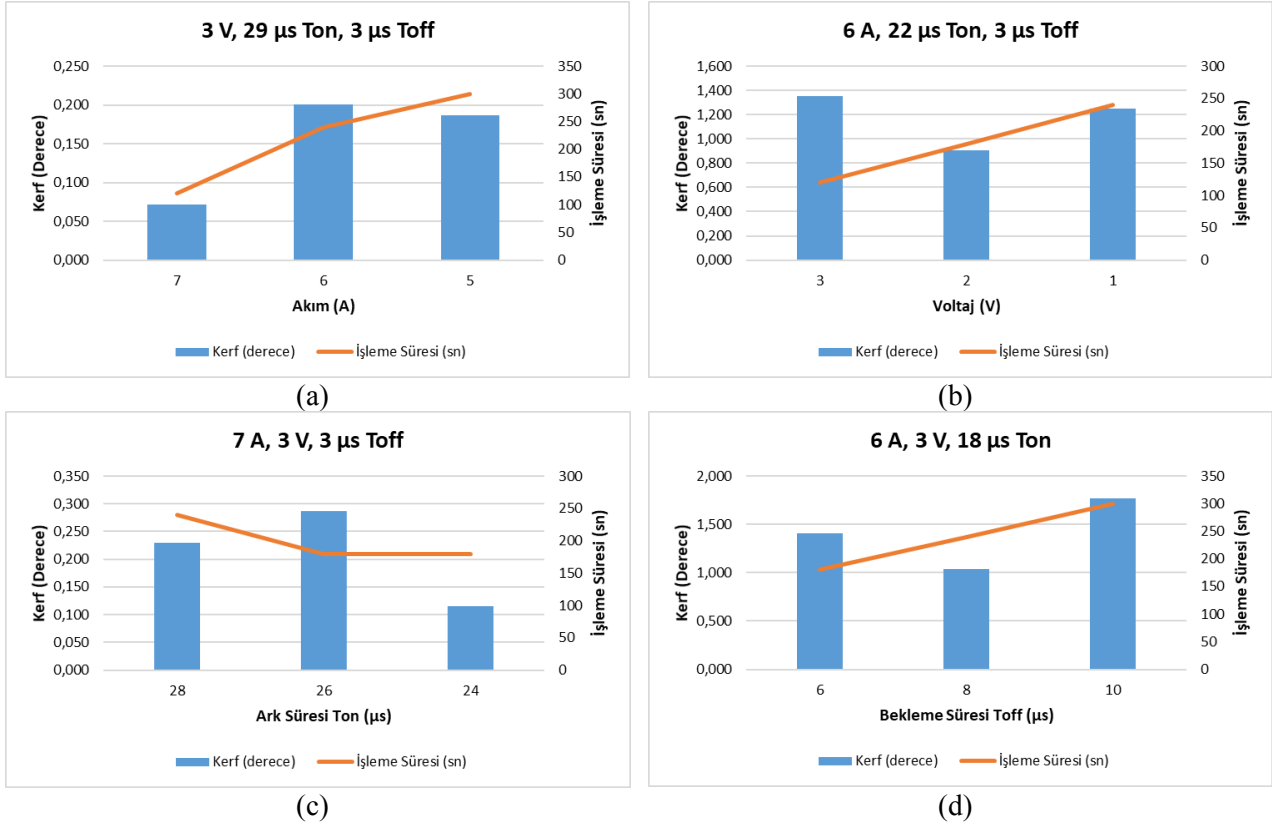 3 V, 29 µs Ton, 3 µs Toff
0,250
0,200
0,150
0,100
0,050
0,000
Kerf (Derece)
350
300
250
200
150
100
50
0
İşleme Süresi (sn)
7 6 5
Akım (A)
Kerf (derece) İşleme Süresi (sn)
(a)
6 A, 22 µs Ton, 3 µs Toff
1,600
1,400
1,200
1,000
0,800
0,600
0,400
0,200
0,000
Kerf (Derece)
300
250
200
150
100
50
0
İşleme Süresi (sn)
3 2 1
Voltaj (V)
Kerf (derece) İşleme Süresi (sn)
(b)
7 A, 3 V, 3 µs Toff
0,350
0,300
0,250
0,200
0,150
0,100
0,050
0,000
Kerf (Derece)
300
250
200
150
100
50
0
İşleme Süresi (sn)
28 26 24
Ark Süresi Ton (µs)
Kerf (derece) İşleme Süresi (sn)
(c)
6 A, 3 V, 18 µs Ton
2,000
1,500
1,000
0,500
0,000
Kerf (Derece)
350
300
250
200
150
100
50
0
İşleme Süresi (sn)
6 8 10
Bekleme Süresi Toff (µs)
Kerf (derece) İşleme Süresi (sn)
(d)